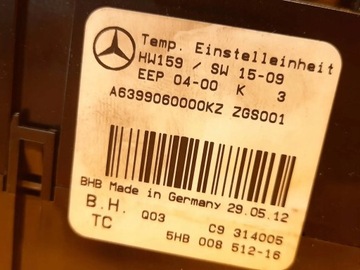 Temp. Einstelleinheit
HW159 / SW 15-09
EEP 04-00 K 3
A6399060000KZ ZGS001
BHB Made in Germany 29.05.12
B.H. Q03 C9 314005
TC 5HB 008 512-16